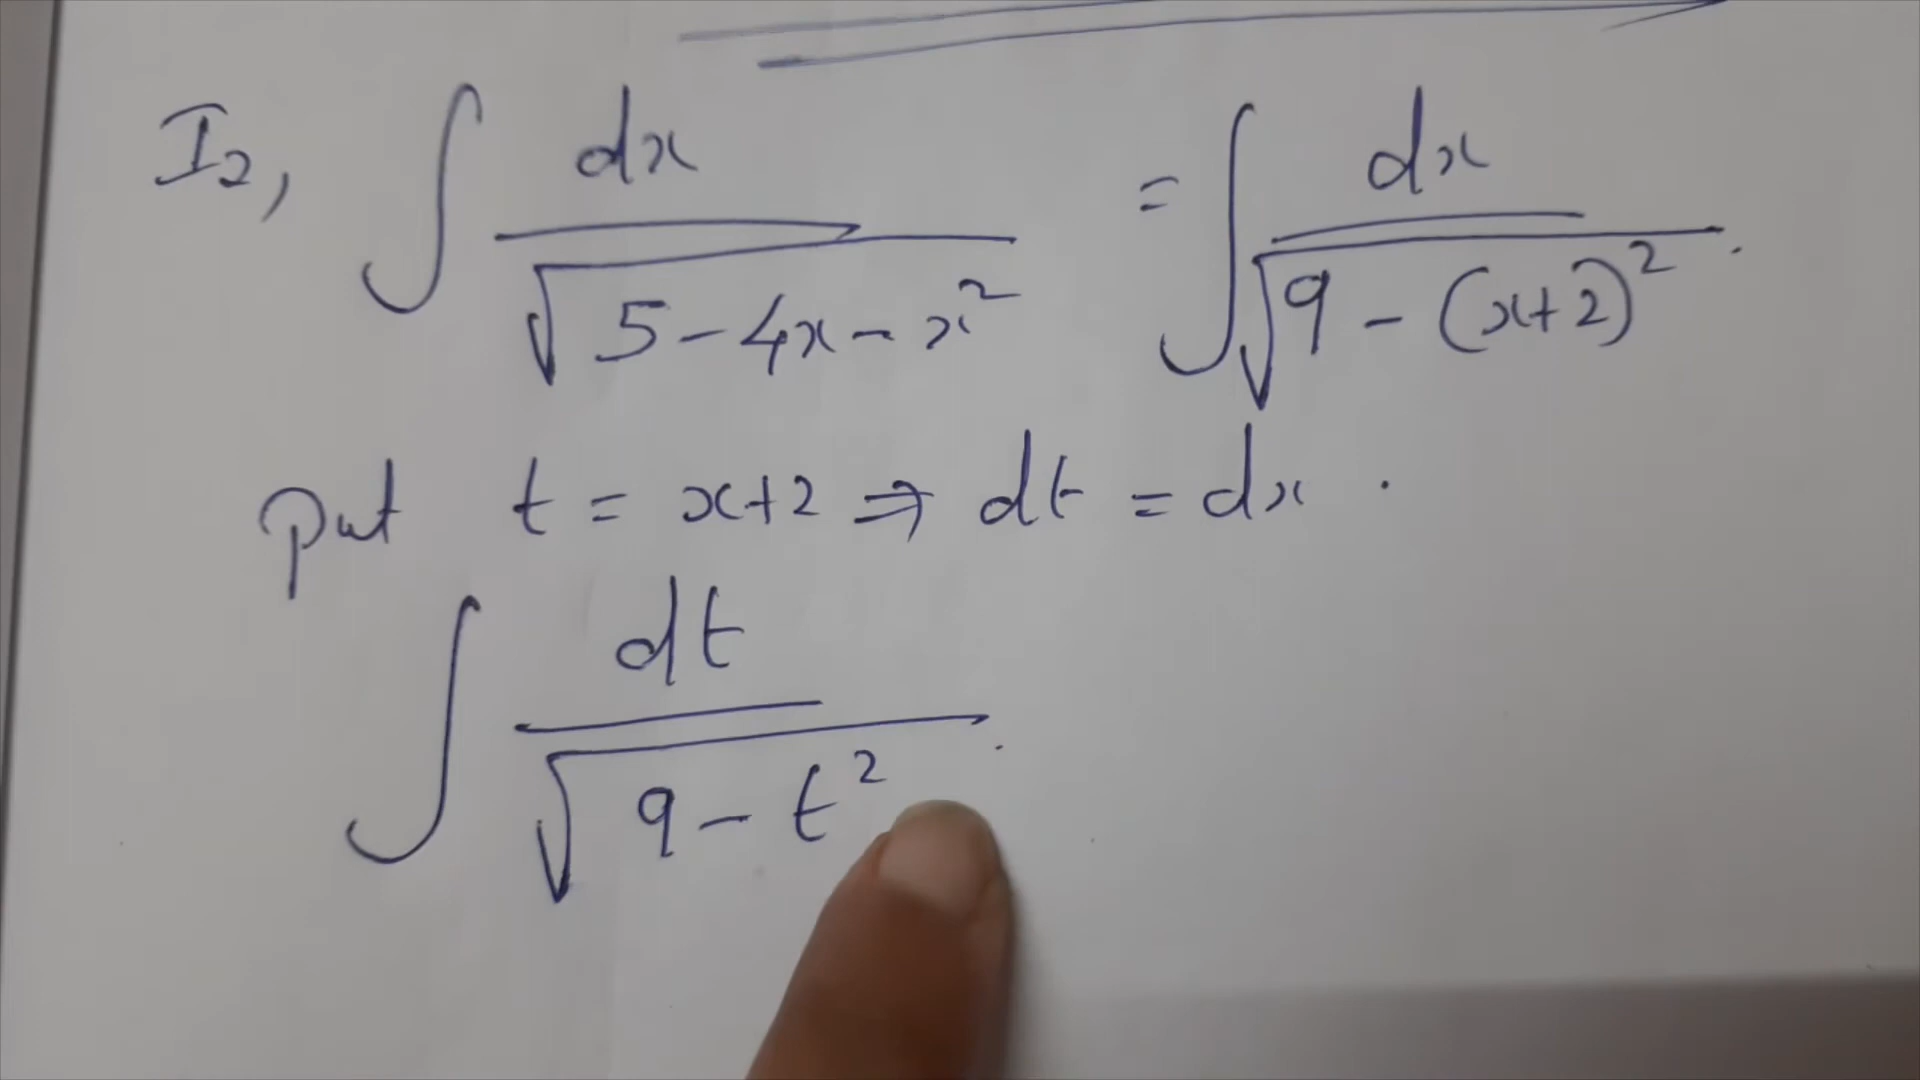 I₂, ∫ dx / √(5 - 4x - x²) = ∫ dx / √(9 - (x+2)²) .
put t = x+2 ⇒ dt = dx .
∫ dt / √(9 - t²) .